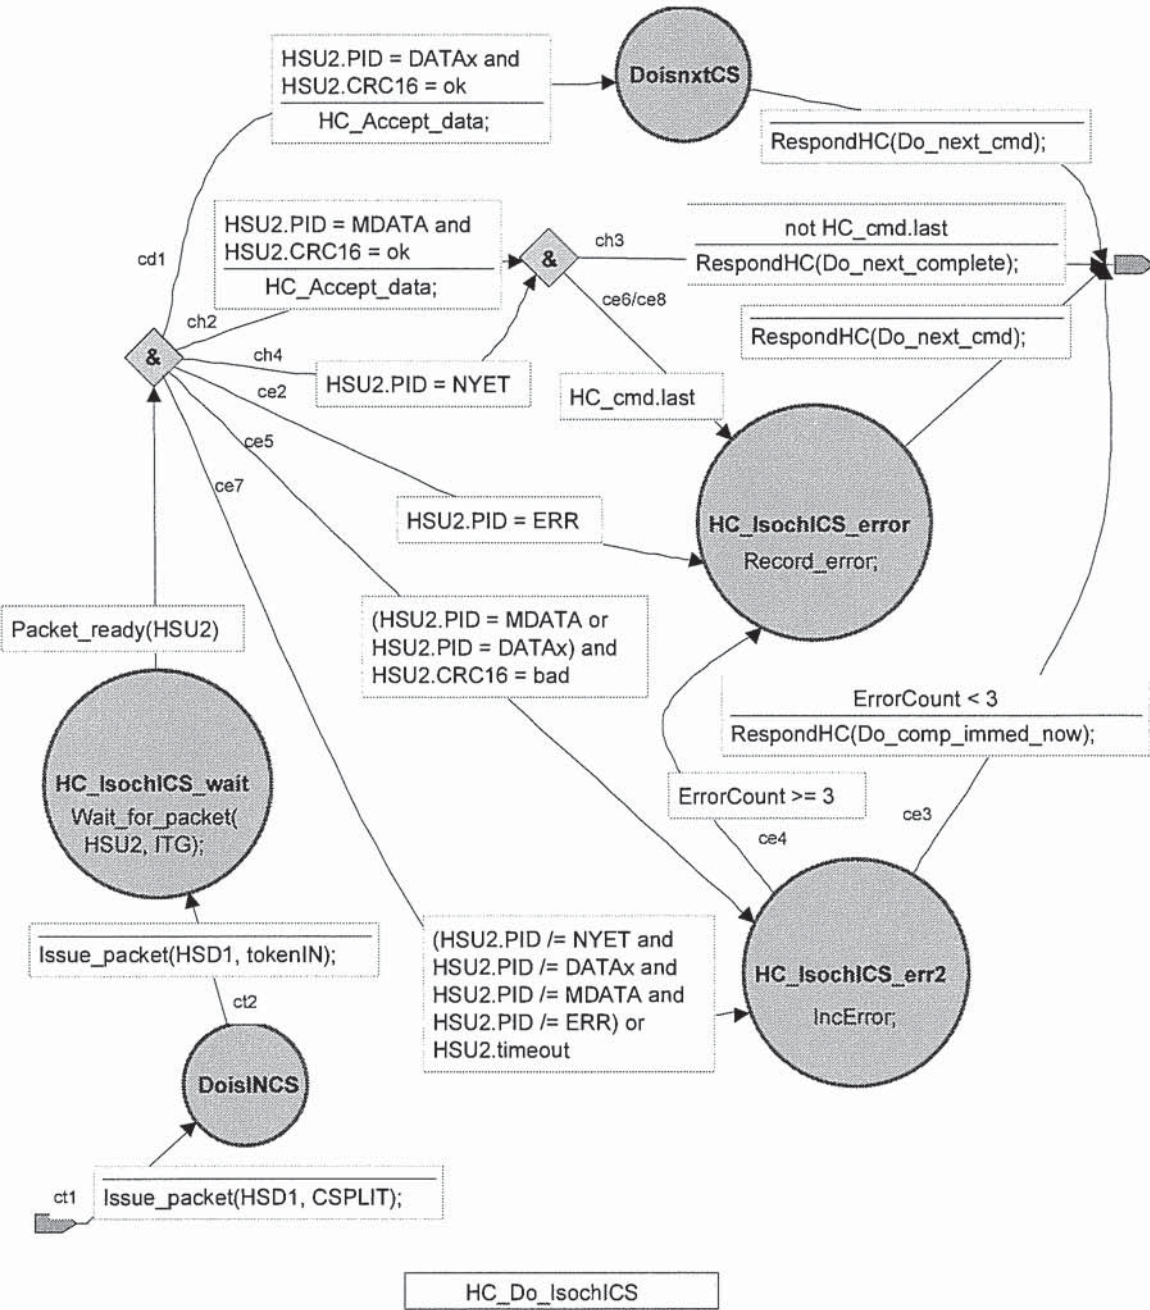 HSU2.PID = DATAx and
HSU2.CRC16 = ok
HC_Accept_data;
DoisnxtCS
RespondHC(Do_next_cmd);
cd1
HSU2.PID = MDATA and
HSU2.CRC16 = ok
HC_Accept_data;
&
ch3
not HC_cmd.last
RespondHC(Do_next_complete);
ce6/ce8
RespondHC(Do_next_cmd);
ch2
&
ch4
HSU2.PID = NYET
ce2
HC_cmd.last
ce5
ce7
HSU2.PID = ERR
HC_IsochICS_error
Record_error;
Packet_ready(HSU2)
(HSU2.PID = MDATA or
HSU2.PID = DATAx) and
HSU2.CRC16 = bad
ErrorCount < 3
RespondHC(Do_comp_immed_now);
HC_IsochICS_wait
Wait_for_packet(
HSU2, ITG);
ErrorCount >= 3
ce3
ce4
Issue_packet(HSD1, tokenIN);
(HSU2.PID /= NYET and
HSU2.PID /= DATAx and
HSU2.PID /= MDATA and
HSU2.PID /= ERR) or
HSU2.timeout
HC_IsochICS_err2
IncError;
ct2
DoisINCS
ct1
Issue_packet(HSD1, CSPLIT);
HC_Do_IsochICS